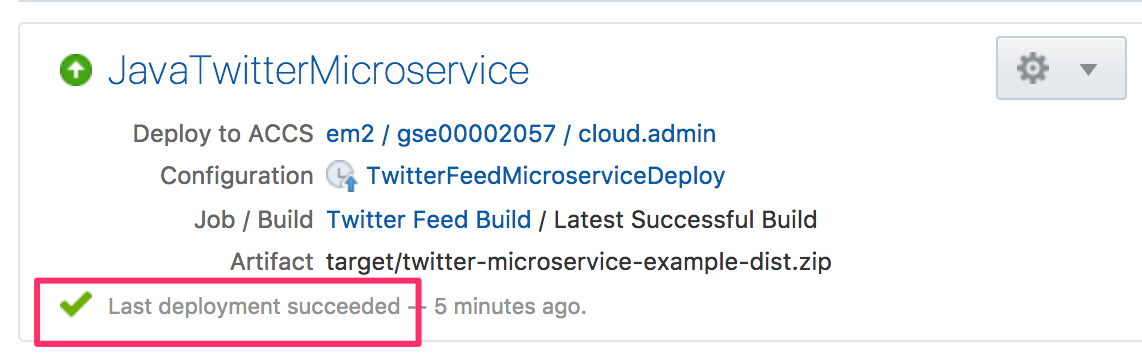 JavaTwitterMicroservice
Deploy to ACCS em2 / gse00002057 / cloud.admin
Configuration TwitterFeedMicroserviceDeploy
Job / Build Twitter Feed Build / Latest Successful Build
Artifact target/twitter-microservice-example-dist.zip
Last deployment succeeded — 5 minutes ago.